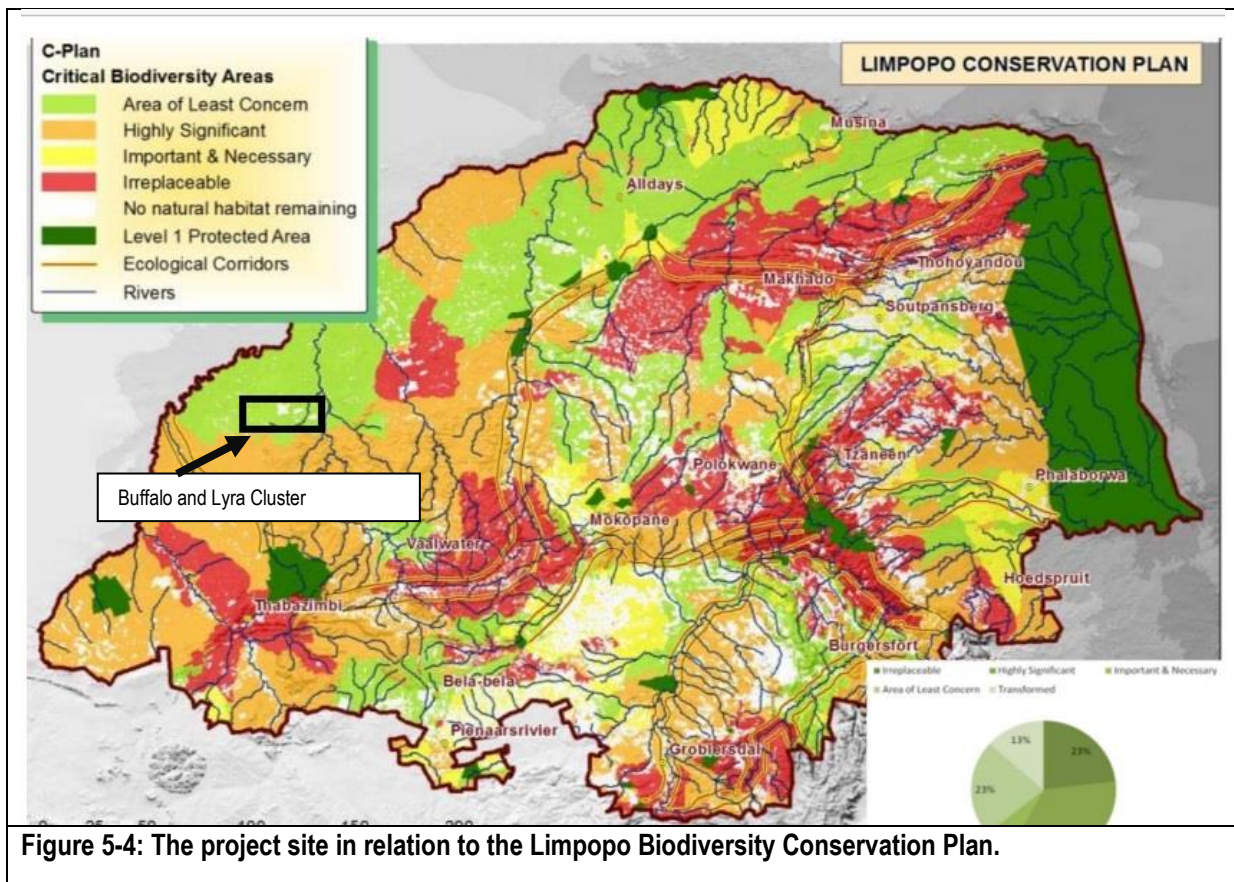 C-Plan
Critical Biodiversity Areas
Area of Least Concern
Highly Significant
Important & Necessary
Irreplaceable
No natural habitat remaining
Level 1 Protected Area
Ecological Corridors
Rivers
LIMPOPO CONSERVATION PLAN
Musina
Alldays
Thohoyandou
Makhado
Soutpansberg
Polokwane
Tzaneen
Phalaborwa
Buffalo and Lyra Cluster
Mokopane
Vaalwater
Hoedspruit
Thabazimbi
Burgersfort
Bela-bela
Pienaarsrivier
Groblersdal
Irreplaceable Highly Significant Important & Necessary
Area of Least Concern Transformed
13%
23%
23%
Figure 5-4: The project site in relation to the Limpopo Biodiversity Conservation Plan.